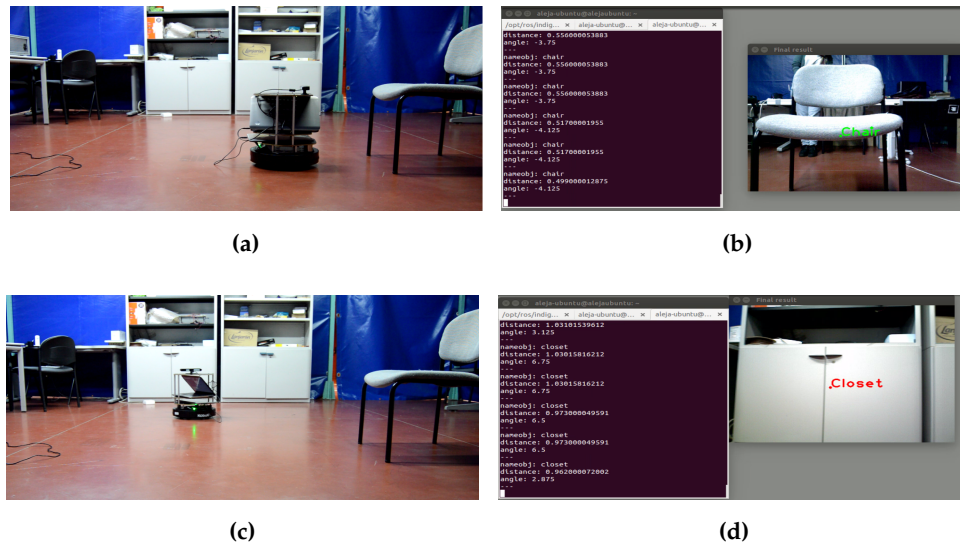 aleja-ubuntu@alejaubuntu: ~
/opt/ros/indig... × aleja-ubuntu@... × aleja-ubuntu@... ×
distance: 0.556000053883
angle: -3.75
---
nameobj: chair
distance: 0.556000053883
angle: -3.75
---
nameobj: chair
distance: 0.556000053883
angle: -3.75
---
nameobj: chair
distance: 0.51700001955
angle: -4.125
---
nameobj: chair
distance: 0.51700001955
angle: -4.125
---
nameobj: chair
distance: 0.499000012875
angle: -4.125
---
Final result
Chair
(a)
(b)
aleja-ubuntu@alejaubuntu: ~
/opt/ros/indig... × aleja-ubuntu@... × aleja-ubuntu@... ×
distance: 1.03101539612
angle: 3.125
---
nameobj: closet
distance: 1.03015816212
angle: 6.75
---
nameobj: closet
distance: 1.03015816212
angle: 6.75
---
nameobj: closet
distance: 0.973000049591
angle: 6.5
---
nameobj: closet
distance: 0.973000049591
angle: 6.5
---
nameobj: closet
distance: 0.962000072002
angle: 2.875
---
Final result
Closet
(c)
(d)